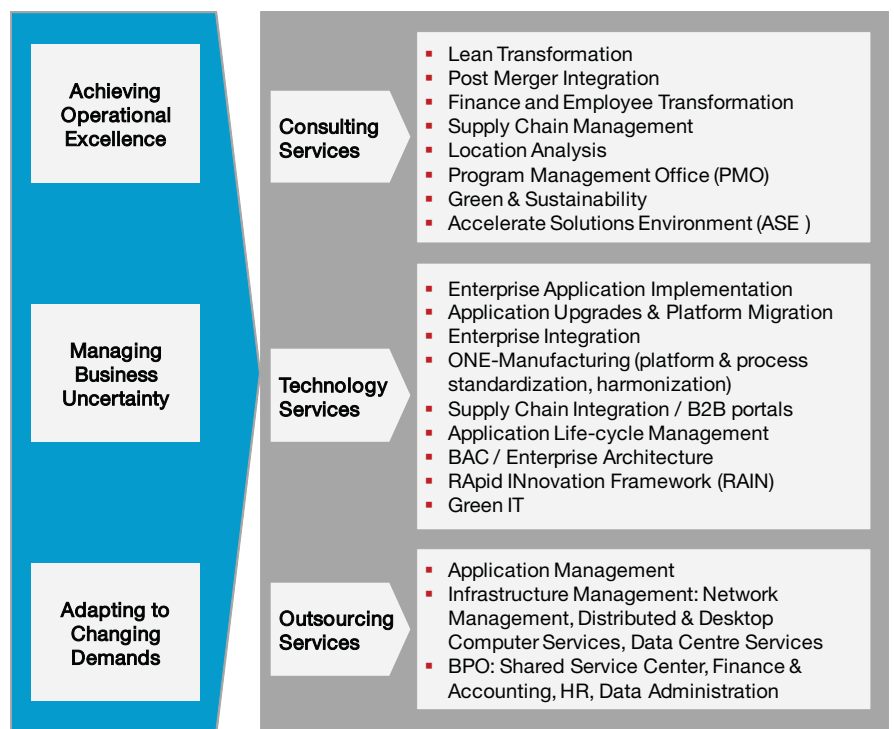 Achieving
Operational
Excellence
Managing
Business
Uncertainty
Adapting to
Changing
Demands
Consulting
Services
Lean Transformation
Post Merger Integration
Finance and Employee Transformation
Supply Chain Management
Location Analysis
Program Management Office (PMO)
Green & Sustainability
Accelerate Solutions Environment (ASE )
Technology
Services
Enterprise Application Implementation
Application Upgrades & Platform Migration
Enterprise Integration
ONE-Manufacturing (platform & process
standardization, harmonization)
Supply Chain Integration / B2B portals
Application Life-cycle Management
BAC / Enterprise Architecture
RApid INnovation Framework (RAIN)
Green IT
Outsourcing
Services
Application Management
Infrastructure Management: Network
Management, Distributed & Desktop
Computer Services, Data Centre Services
BPO: Shared Service Center, Finance &
Accounting, HR, Data Administration